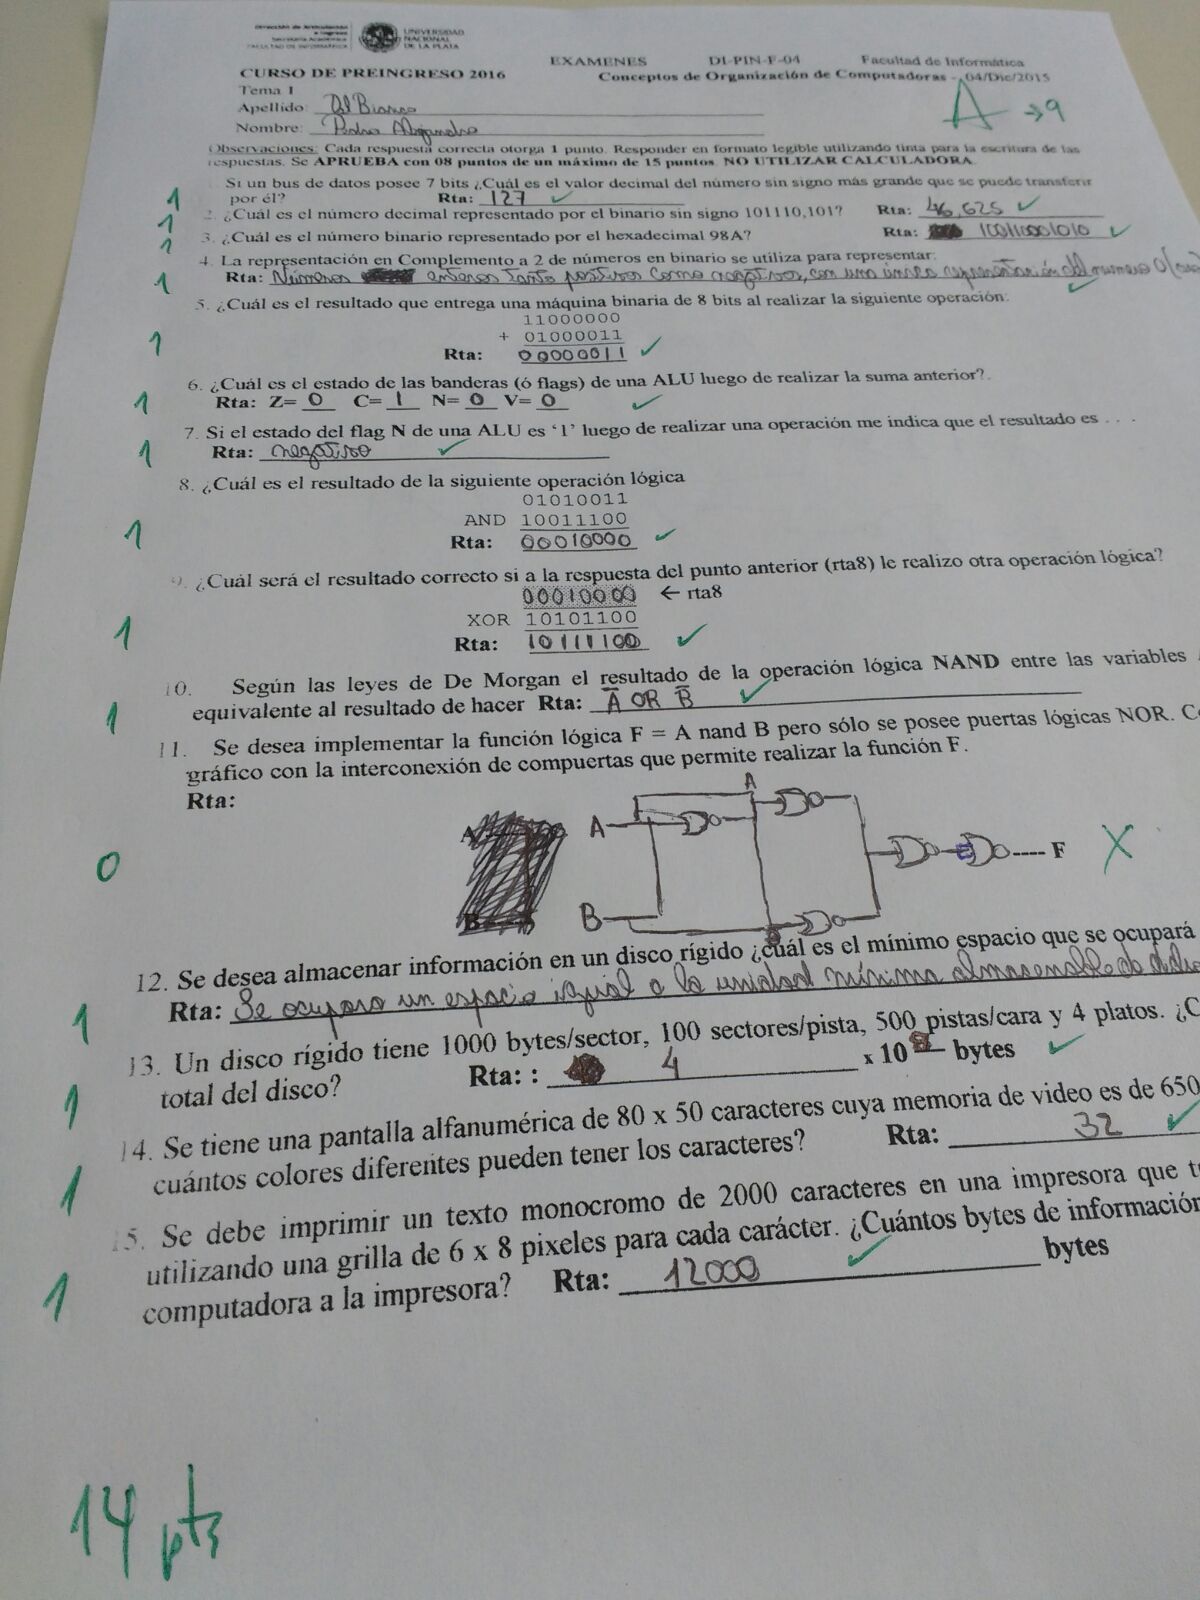 Dirección de Articulación
e Ingreso
Secretaría Académica
FACULTAD DE INFORMÁTICA
UNIVERSIDAD
NACIONAL
DE LA PLATA
EXAMENES DI-PIN-F-04 Facultad de Informática
CURSO DE PREINGRESO 2016 Conceptos de Organización de Computadoras - 04/Dic/2015
Tema 1
A → 9
Apellido: Del Bianco
Nombre: Pedro Alejandro
Observaciones: Cada respuesta correcta otorga 1 punto. Responder en formato legible utilizando tinta para la escritura de las
respuestas. Se APRUEBA con 08 puntos de un máximo de 15 puntos. NO UTILIZAR CALCULADORA.
Si un bus de datos posee 7 bits ¿Cuál es el valor decimal del número sin signo más grande que se puede transferir
1 por él? Rta: 127 ✓
1 2. ¿Cuál es el número decimal representado por el binario sin signo 101110,101? Rta: 46,625 ✓
1 3. ¿Cuál es el número binario representado por el hexadecimal 98A? Rta: 100110001010 ✓
4. La representación en Complemento a 2 de números en binario se utiliza para representar:
1 Rta: Números enteros tanto positivos como negativos, con una única representación del numero 0 ✓
5. ¿Cuál es el resultado que entrega una máquina binaria de 8 bits al realizar la siguiente operación:
11000000
1 + 01000011
Rta: 00000011 ✓
6. ¿Cuál es el estado de las banderas (ó flags) de una ALU luego de realizar la suma anterior?.
1 Rta: Z= 0 C= 1 N= 0 V= 0 ✓
7. Si el estado del flag N de una ALU es '1' luego de realizar una operación me indica que el resultado es . . .
1 Rta: negativo ✓
8. ¿Cuál es el resultado de la siguiente operación lógica
01010011
1 AND 10011100
Rta: 00010000 ✓
9. ¿Cuál será el resultado correcto si a la respuesta del punto anterior (rta8) le realizo otra operación lógica?
00010000 ← rta8
1 XOR 10101100
Rta: 10111100 ✓
10. Según las leyes de De Morgan el resultado de la operación lógica NAND entre las variables
1 equivalente al resultado de hacer Rta: A̅ OR B̅ ✓
11. Se desea implementar la función lógica F = A nand B pero sólo se posee puertas lógicas NOR. C
gráfico con la interconexión de compuertas que permite realizar la función F.
Rta:
A
A
0 F X
B
12. Se desea almacenar información en un disco rígido ¿cuál es el mínimo espacio que se ocupará
1 Rta: Se ocupara un espacio igual a la unidad mínima almacenable de dicho
13. Un disco rígido tiene 1000 bytes/sector, 100 sectores/pista, 500 pistas/cara y 4 platos. ¿C
1 total del disco? Rta: : 4 x 10 8 bytes ✓
14. Se tiene una pantalla alfanumérica de 80 x 50 caracteres cuya memoria de video es de 650
1 cuántos colores diferentes pueden tener los caracteres? Rta: 32 ✓
15. Se debe imprimir un texto monocromo de 2000 caracteres en una impresora que
utilizando una grilla de 6 x 8 pixeles para cada carácter. ¿Cuántos bytes de información
1 computadora a la impresora? Rta: 12000 ✓ bytes
14 pts